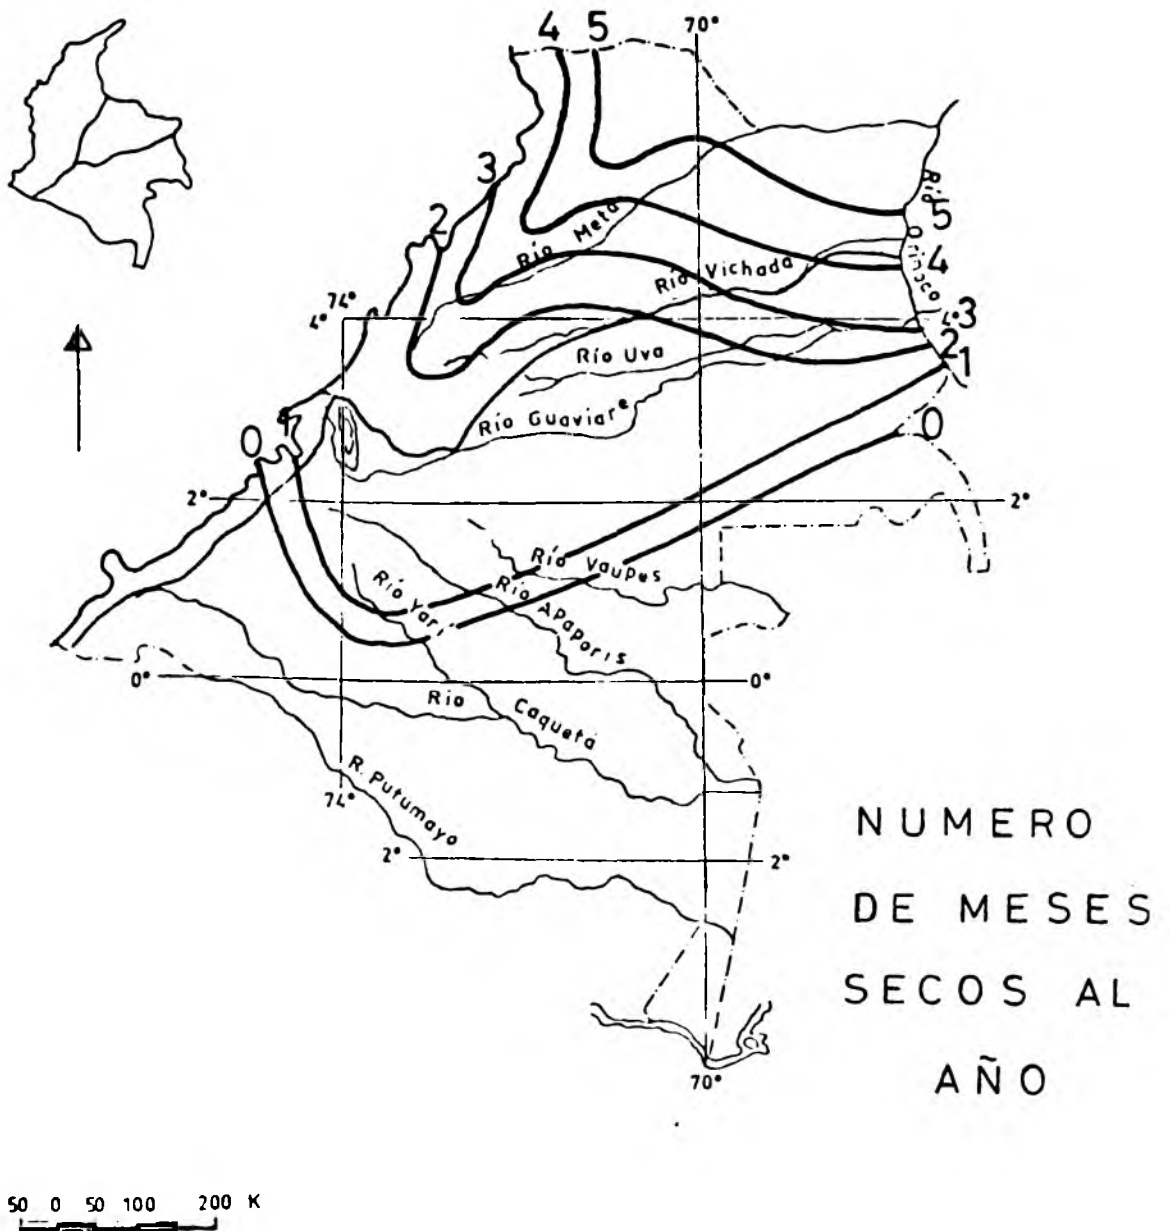 4 5 70°
3
2
Río Meta
Río Orinoco
5
Río Vichada
4
74°
4°
4° 3
2
1
Río Uva
Río Guaviare
0 1
0
2° 2°
Río Vaupes
Río Yarí
Río Apaporis
0° 0°
Río Caquetá
R. Putumayo
74°
2° 2°
70°
NUMERO
DE MESES
SECOS AL
AÑO
50 0 50 100 200 K